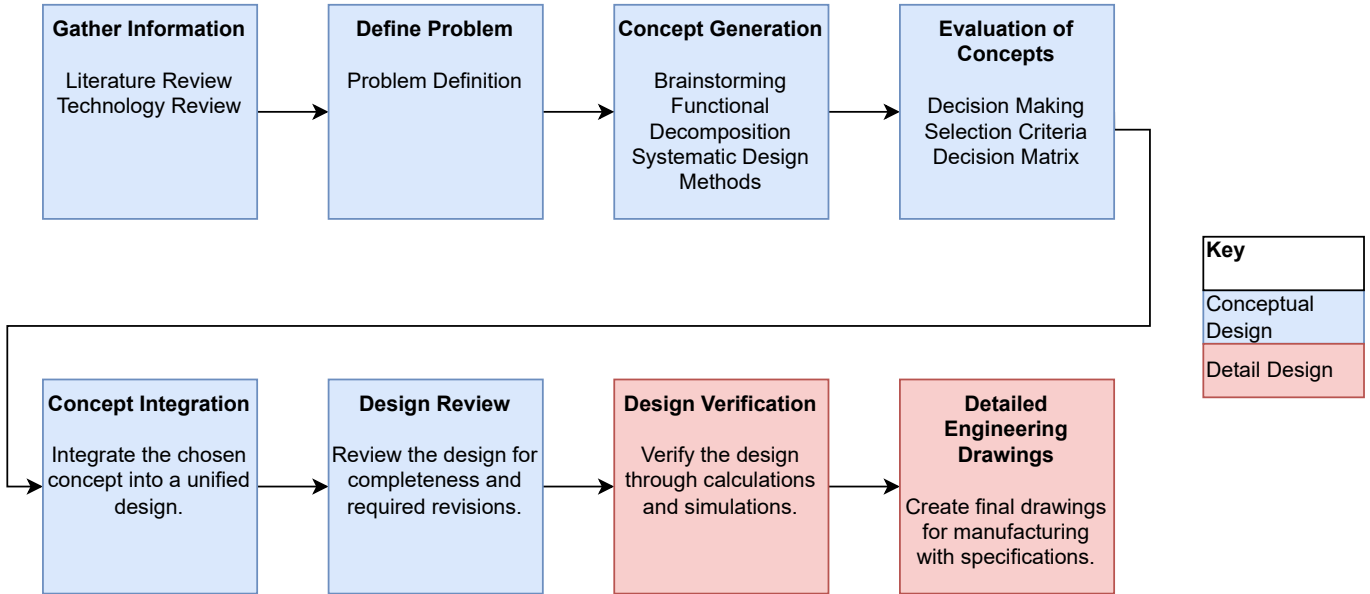 Gather Information
Literature Review
Technology Review
Define Problem
Problem Definition
Concept Generation
Brainstorming
Functional
Decomposition
Systematic Design
Methods
Evaluation of
Concepts
Decision Making
Selection Criteria
Decision Matrix
Key
Conceptual
Design
Detail Design
Concept Integration
Integrate the chosen
concept into a unified
design.
Design Review
Review the design for
completeness and
required revisions.
Design Verification
Verify the design
through calculations
and simulations.
Detailed
Engineering
Drawings
Create final drawings
for manufacturing
with specifications.